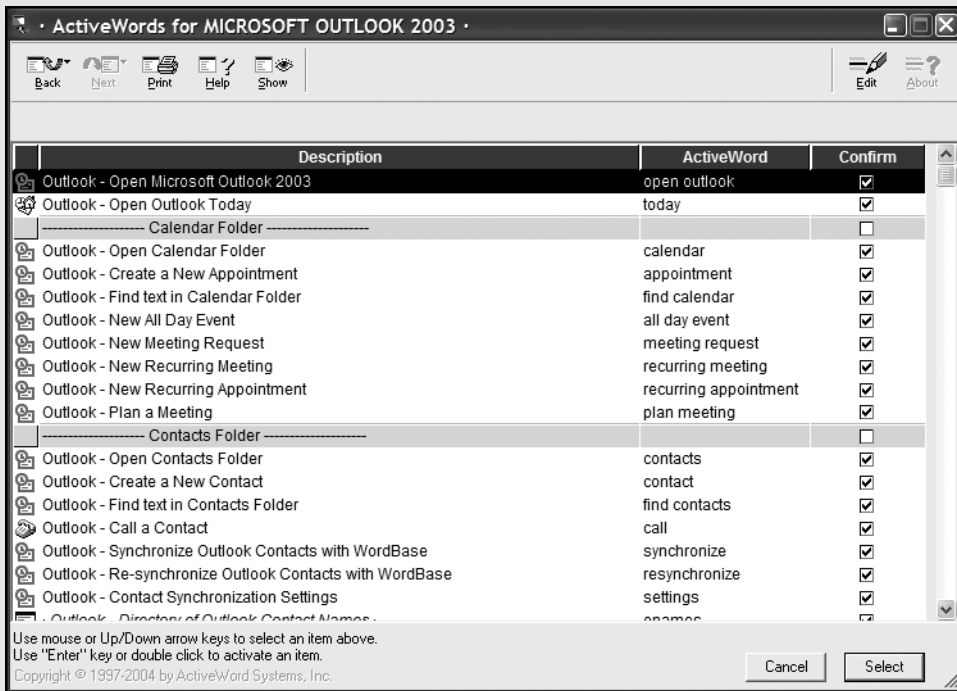 · ActiveWords for MICROSOFT OUTLOOK 2003 ·
Back Next Print Help Show Edit About
Description ActiveWord Confirm
Outlook - Open Microsoft Outlook 2003 open outlook
Outlook - Open Outlook Today today
-------------------- Calendar Folder --------------------
Outlook - Open Calendar Folder calendar
Outlook - Create a New Appointment appointment
Outlook - Find text in Calendar Folder find calendar
Outlook - New All Day Event all day event
Outlook - New Meeting Request meeting request
Outlook - New Recurring Meeting recurring meeting
Outlook - New Recurring Appointment recurring appointment
Outlook - Plan a Meeting plan meeting
-------------------- Contacts Folder --------------------
Outlook - Open Contacts Folder contacts
Outlook - Create a New Contact contact
Outlook - Find text in Contacts Folder find contacts
Outlook - Call a Contact call
Outlook - Synchronize Outlook Contacts with WordBase synchronize
Outlook - Re-synchronize Outlook Contacts with WordBase resynchronize
Outlook - Contact Synchronization Settings settings
· Outlook - Directory of Outlook Contact Names · enames
Use mouse or Up/Down arrow keys to select an item above.
Use "Enter" key or double click to activate an item.
Copyright © 1997-2004 by ActiveWord Systems, Inc.
Cancel Select